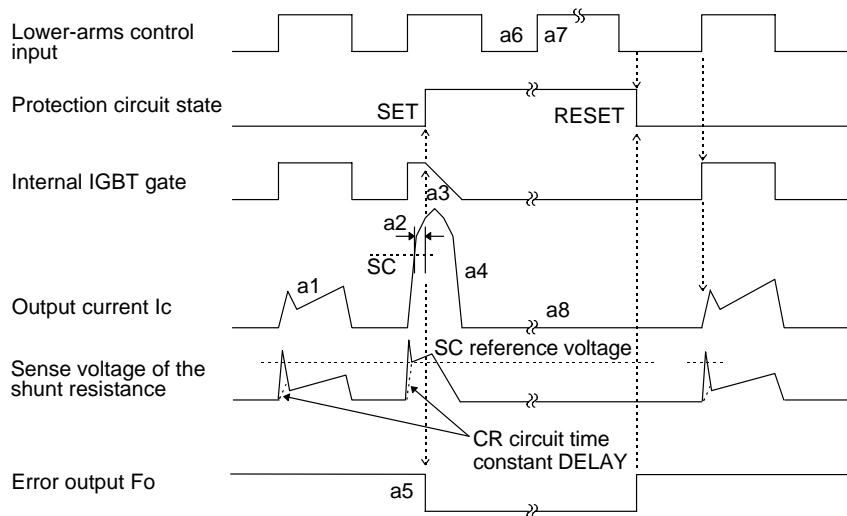 Lower-arms control
input
a6
a7
Protection circuit state
SET
RESET
Internal IGBT gate
a3
a2
SC
a4
Output current Ic
a1
a8
SC reference voltage
Sense voltage of the
shunt resistance
CR circuit time
constant DELAY
Error output Fo
a5